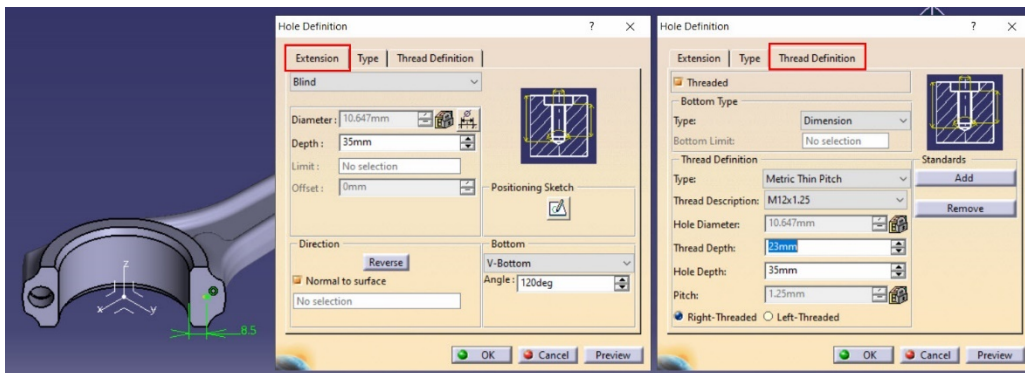 z
x
y
8.5
Hole Definition ? X
Extension Type Thread Definition
Blind
Diameter : 10.647mm
Depth : 35mm
Limit : No selection
Offset : 0mm
Positioning Sketch
Direction
Reverse
Normal to surface
No selection
Bottom
V-Bottom
Angle : 120deg
OK Cancel Preview
Hole Definition ? X
Extension Type Thread Definition
Threaded
Bottom Type
Type: Dimension
Bottom Limit: No selection
Thread Definition
Type: Metric Thin Pitch
Thread Description: M12x1.25
Hole Diameter: 10.647mm
Thread Depth: 23mm
Hole Depth: 35mm
Pitch: 1.25mm
Right-Threaded Left-Threaded
Standards
Add
Remove
OK Cancel Preview